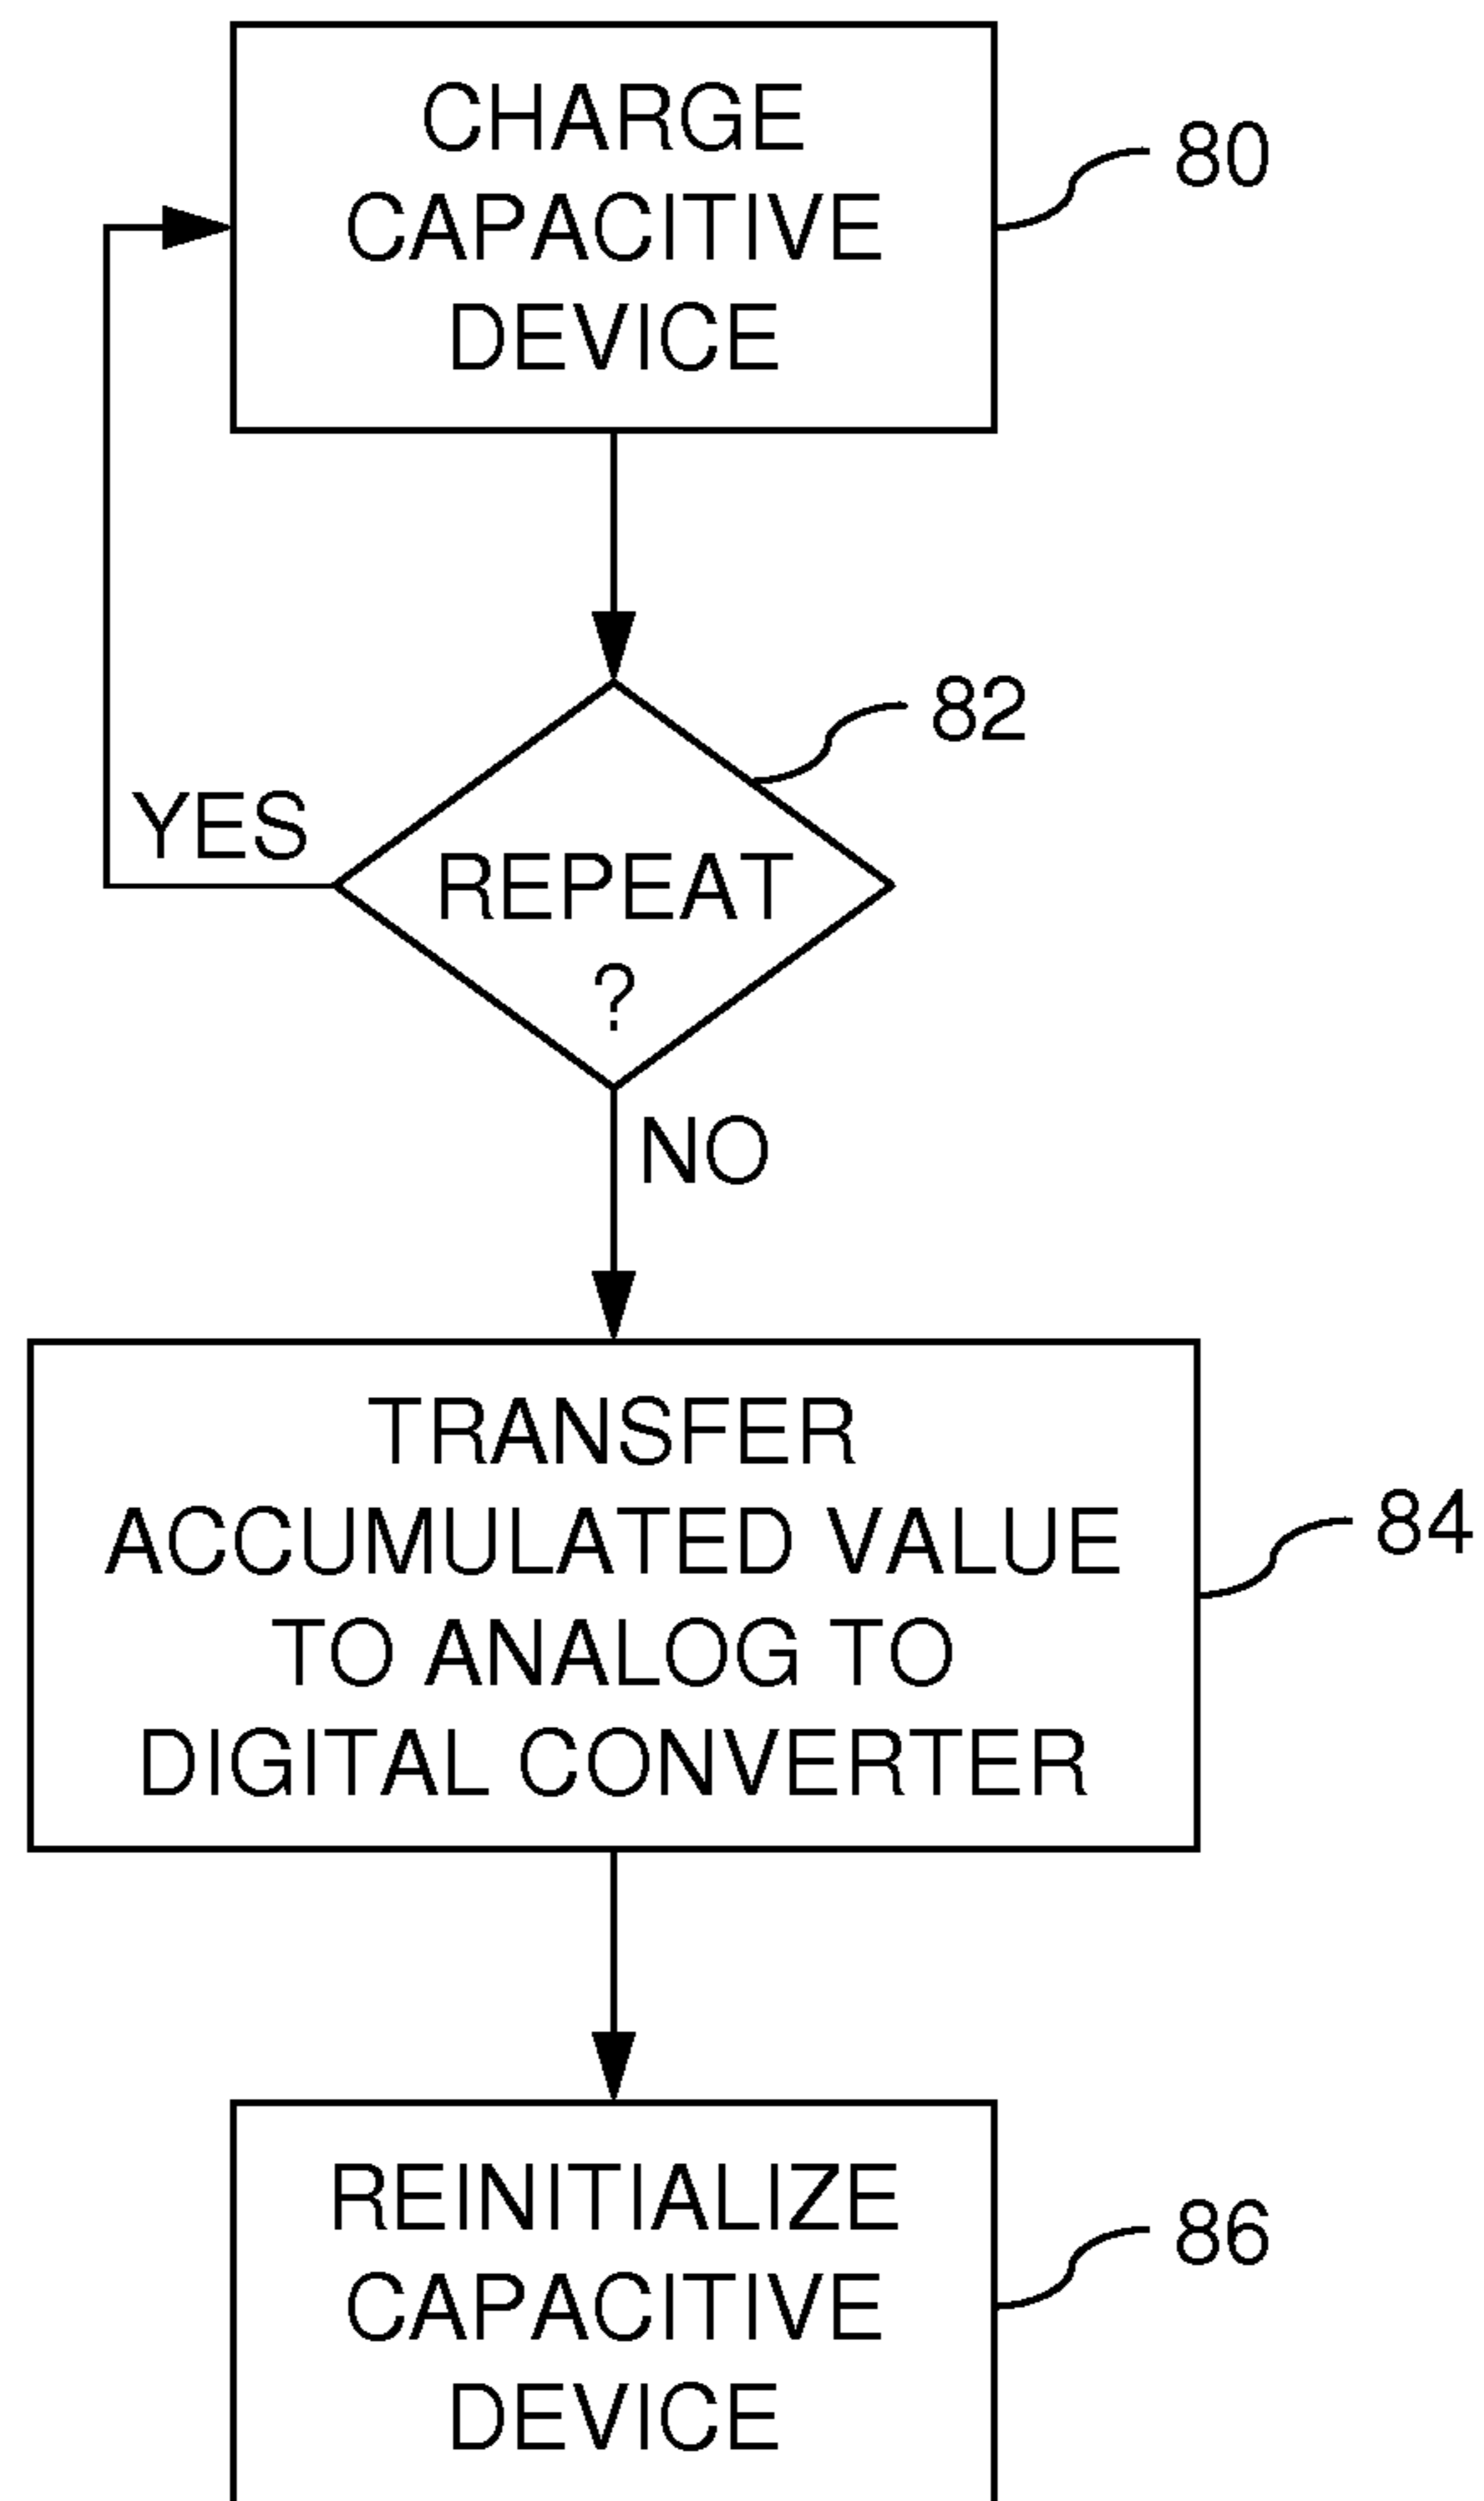 CHARGE
CAPACITIVE
DEVICE
80
82
YES
REPEAT
?
NO
TRANSFER
ACCUMULATED VALUE
TO ANALOG TO
DIGITAL CONVERTER
84
REINITIALIZE
CAPACITIVE
DEVICE
86